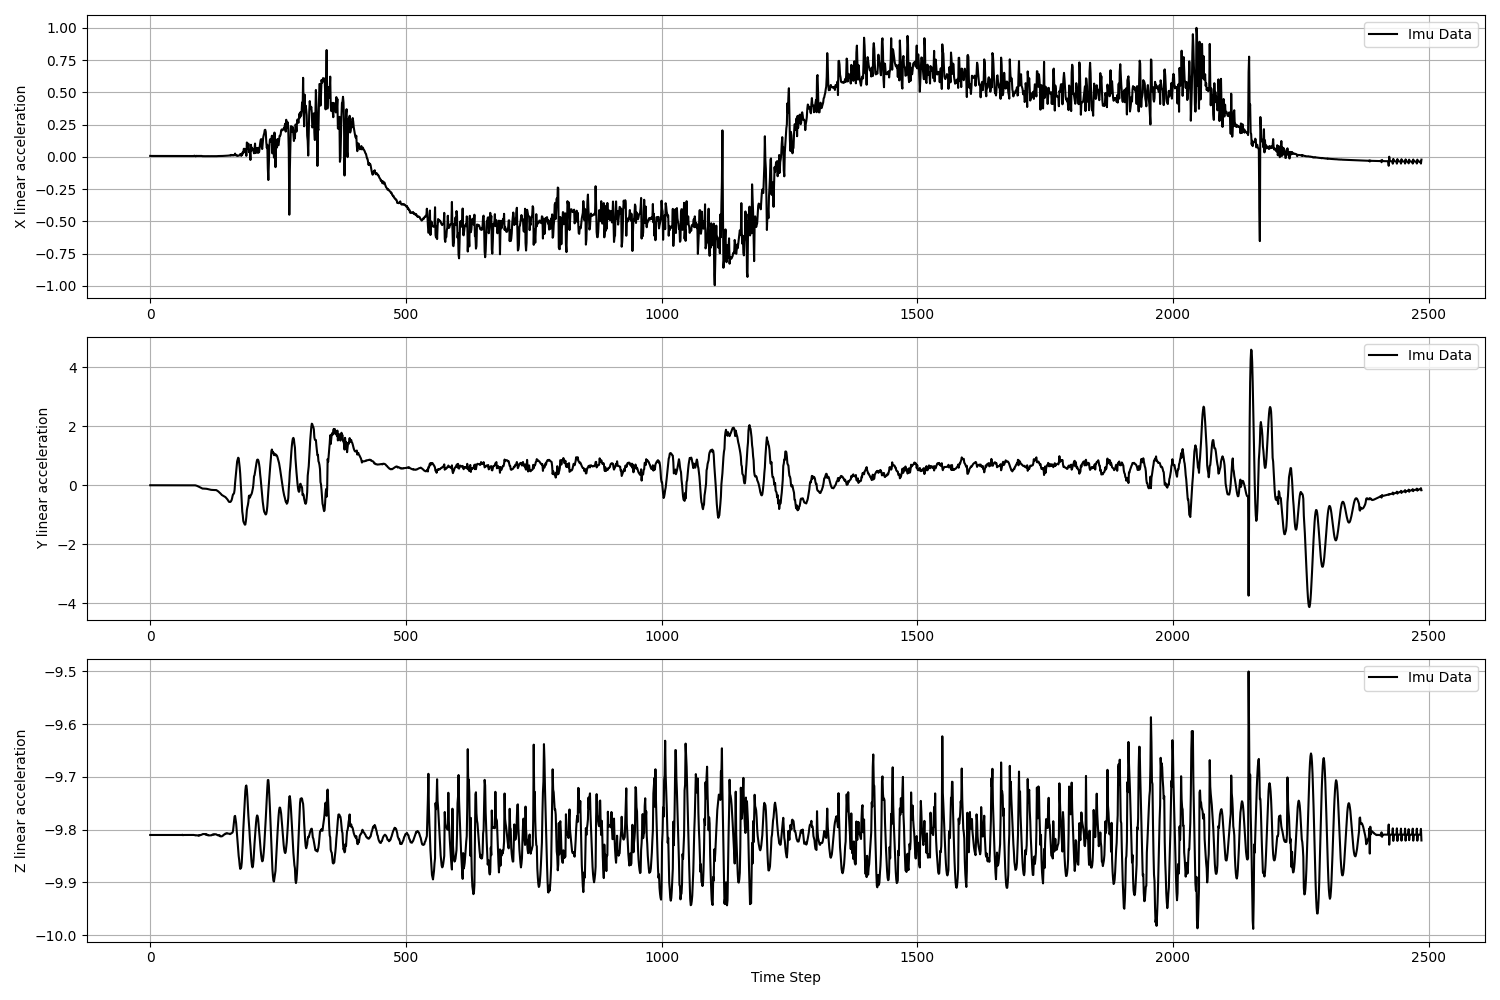 X linear acceleration
1.00
0.75
0.50
0.25
0.00
−0.25
−0.50
−0.75
−1.00
Imu Data
0 500 1000 1500 2000 2500
Y linear acceleration
4
2
0
−2
−4
Imu Data
0 500 1000 1500 2000 2500
Z linear acceleration
−9.5
−9.6
−9.7
−9.8
−9.9
−10.0
Imu Data
0 500 1000 1500 2000 2500
Time Step